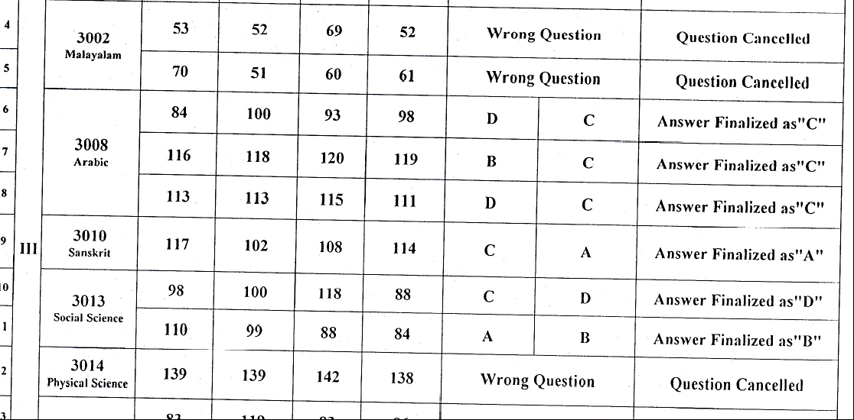 4 3002 Malayalam 53 52 69 52 Wrong Question Question Cancelled
5 70 51 60 61 Wrong Question Question Cancelled
6 3008 Arabic 84 100 93 98 D C Answer Finalized as"C"
7 116 118 120 119 B C Answer Finalized as"C"
8 113 113 115 111 D C Answer Finalized as"C"
9 III 3010 Sanskrit 117 102 108 114 C A Answer Finalized as"A"
10 3013 Social Science 98 100 118 88 C D Answer Finalized as"D"
1 110 99 88 84 A B Answer Finalized as"B"
2 3014 Physical Science 139 139 142 138 Wrong Question Question Cancelled
3